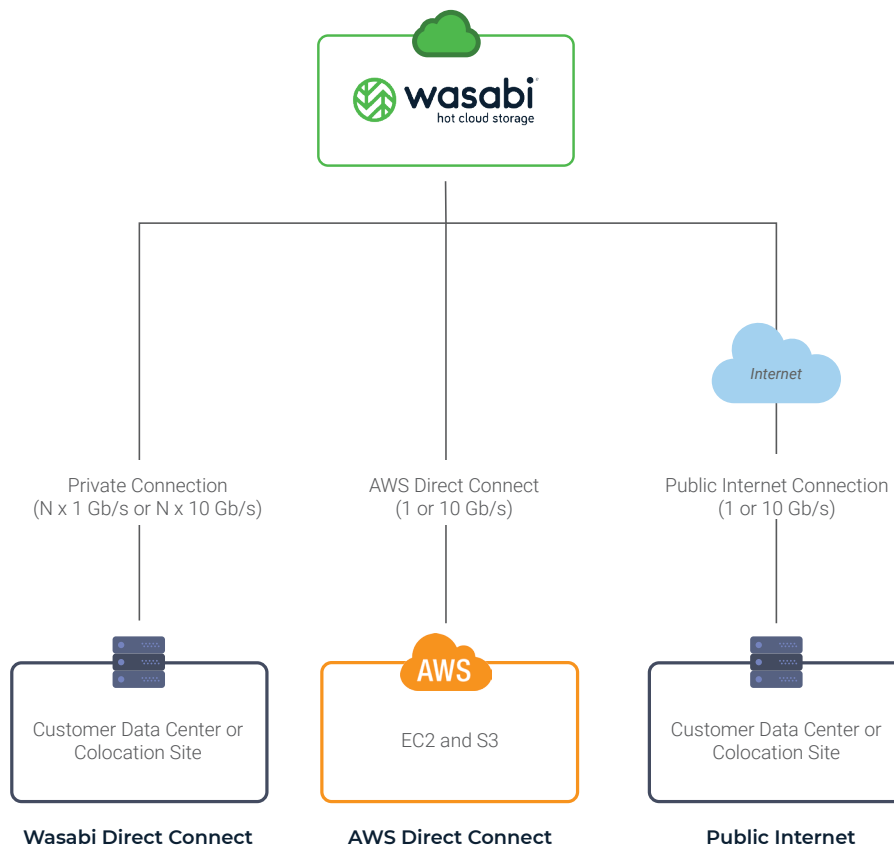 wasabi
hot cloud storage
Internet
Private Connection
(N x 1 Gb/s or N x 10 Gb/s)
AWS Direct Connect
(1 or 10 Gb/s)
Public Internet Connection
(1 or 10 Gb/s)
Customer Data Center or
Colocation Site
AWS
EC2 and S3
Customer Data Center or
Colocation Site
Wasabi Direct Connect
AWS Direct Connect
Public Internet